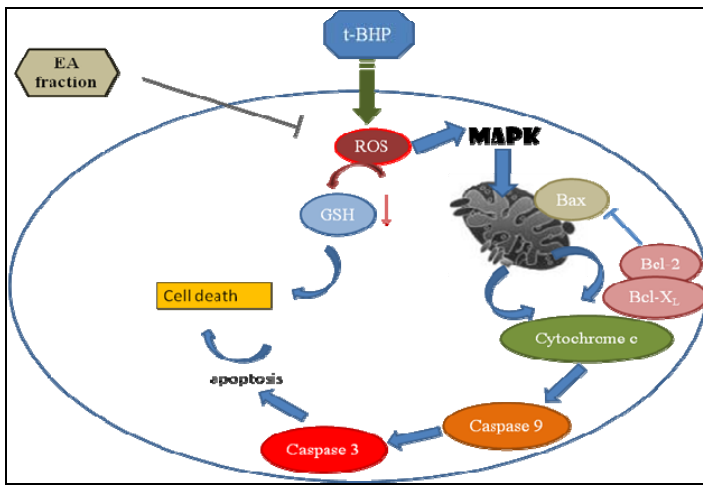 t-BHP
EA
fraction
ROS
MAPK
GSH
Bax
Bcl-2
Bcl-XL
Cell death
Cytochrome c
apoptosis
Caspase 9
Caspase 3